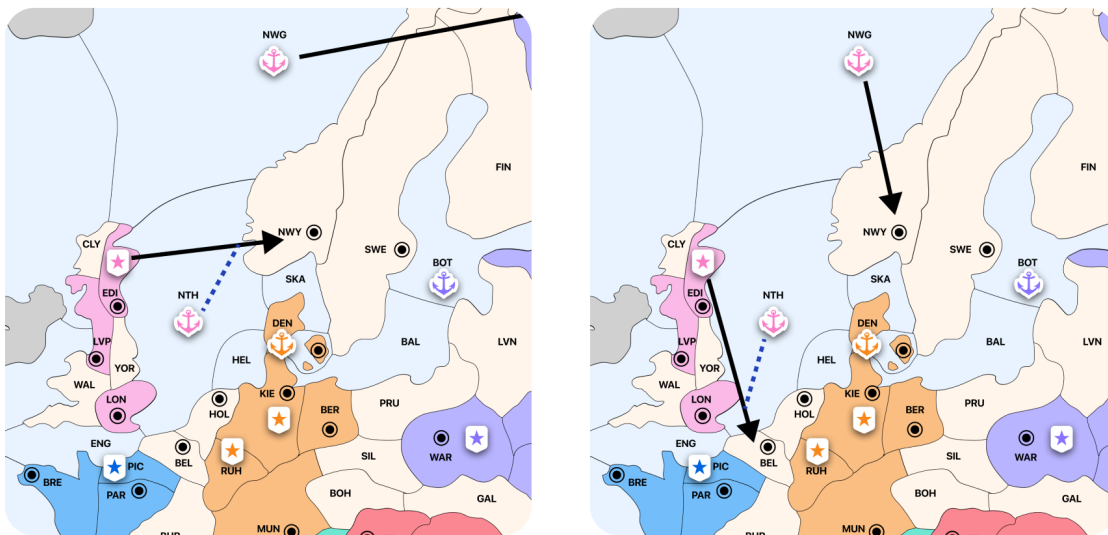 NWG
FIN
NWY
CLY
SWE
BOT
SKA
EDI
NTH
DEN
LVP
HEL
BAL
LVN
YOR
WAL
KIE
LON
HOL
BER
PRU
ENG
BEL
WAR
SIL
RUH
PIC
BRE
PAR
BOH
GAL
MUN
NWG
FIN
NWY
CLY
SWE
BOT
SKA
EDI
NTH
DEN
LVP
HEL
BAL
LVN
YOR
WAL
KIE
LON
HOL
BER
PRU
ENG
BEL
WAR
SIL
RUH
PIC
BRE
PAR
BOH
GAL
MUN